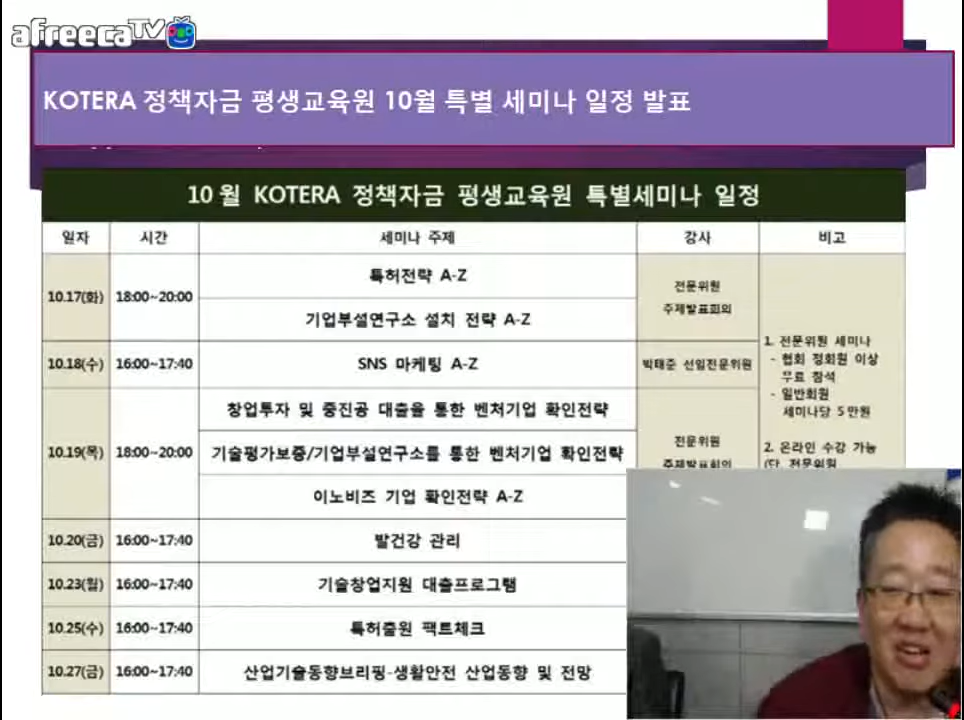 afreecaTV
KOTERA 정책자금 평생교육원 10월 특별 세미나 일정 발표
10월 KOTERA 정책자금 평생교육원 특별세미나 일정
일자 시간 세미나 주제 강사 비고
10.17(화) 18:00~20:00 특허전략 A-Z
기업부설연구소 설치 전략 A-Z
전문위원
주제발표회의
10.18(수) 16:00~17:40 SNS 마케팅 A-Z 박태준 선임전문위원
10.19(목) 18:00~20:00 창업투자 및 중진공 대출을 통한 벤처기업 확인전략
기술평가보증/기업부설연구소를 통한 벤처기업 확인전략
이노비즈 기업 확인전략 A-Z
전문위원
주제발표회의
10.20(금) 16:00~17:40 발건강 관리
10.23(월) 16:00~17:40 기술창업지원 대출프로그램
10.25(수) 16:00~17:40 특허출원 팩트체크
10.27(금) 16:00~17:40 산업기술동향브리핑-생활안전 산업동향 및 전망
1. 전문위원 세미나
- 협회 정회원 이상
무료 참석
- 일반회원
세미나당 5만원
2. 온라인 수강 가능
(단, 전문위원